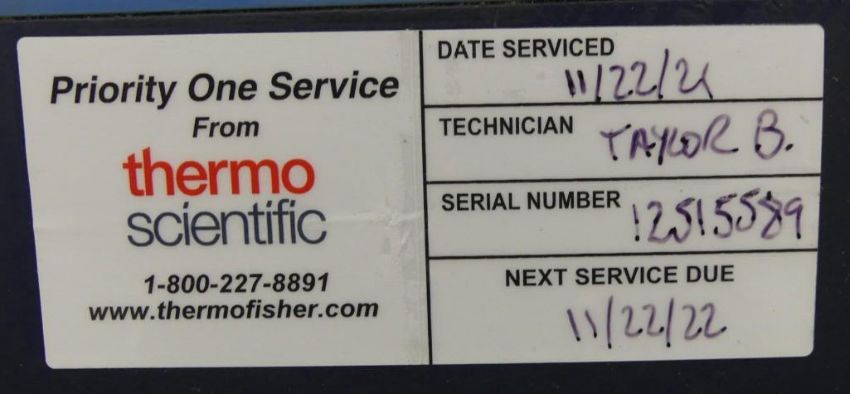 Priority One Service
From
thermo
scientific
1-800-227-8891
www.thermofisher.com
DATE SERVICED
11/22/21
TECHNICIAN
TAYLOR B.
SERIAL NUMBER
12515589
NEXT SERVICE DUE
11/22/22